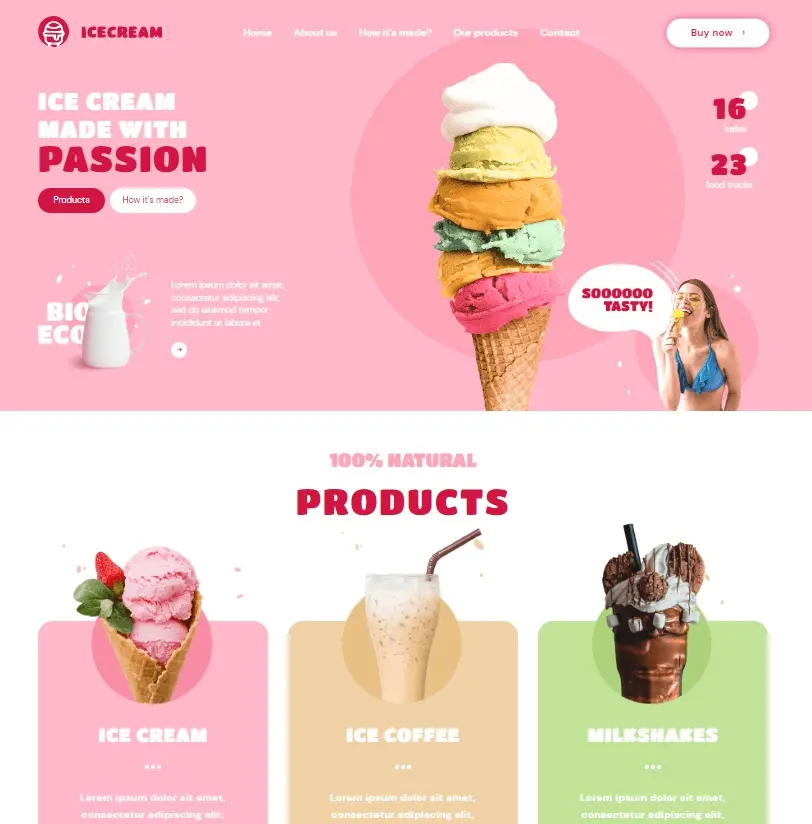 ICECREAM
Home About us How it's made? Our products Contact
Buy now ›
ICE CREAM
MADE WITH
PASSION
Products How it's made?
16
cafes
23
food trucks
BIO
ECO
Lorem ipsum dolor sit amet,
consectetur adipiscing elit,
sed do eiusmod tempor
incididunt ut labore et
SOOOOOO
TASTY!
100% NATURAL
PRODUCTS
ICE CREAM
Lorem ipsum dolor sit amet,
consectetur adipiscing elit,
ICE COFFEE
Lorem ipsum dolor sit amet,
consectetur adipiscing elit,
MILKSHAKES
Lorem ipsum dolor sit amet,
consectetur adipiscing elit,